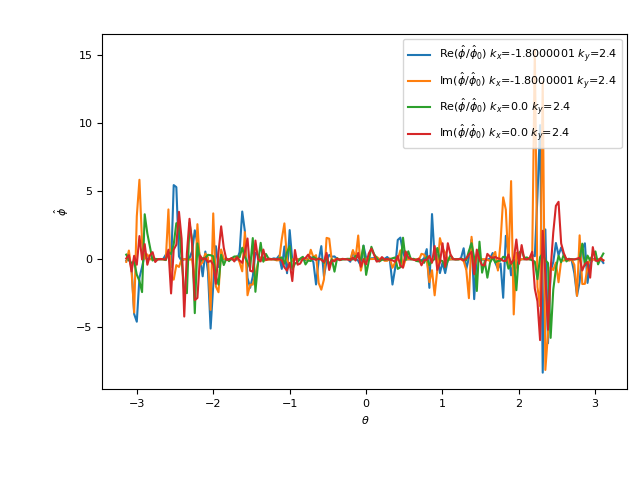 15
10
5
0
−5
−3
−2
−1
0
1
2
3
θ
ϕ̂
Re(ϕ̂/ϕ̂₀) kₓ=-1.8000001 k_y=2.4
Im(ϕ̂/ϕ̂₀) kₓ=-1.8000001 k_y=2.4
Re(ϕ̂/ϕ̂₀) kₓ=0.0 k_y=2.4
Im(ϕ̂/ϕ̂₀) kₓ=0.0 k_y=2.4